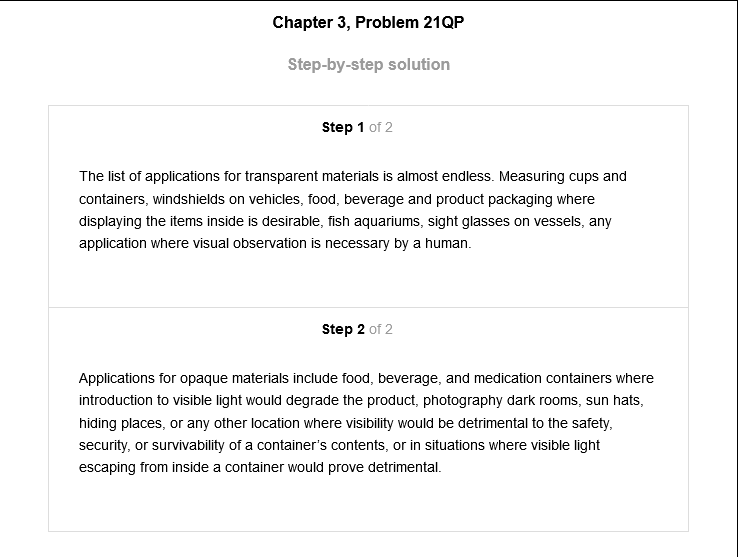 Chapter 3, Problem 21QP
Step-by-step solution
Step 1 of 2
The list of applications for transparent materials is almost endless. Measuring cups and
containers, windshields on vehicles, food, beverage and product packaging where
displaying the items inside is desirable, fish aquariums, sight glasses on vessels, any
application where visual observation is necessary by a human.
Step 2 of 2
Applications for opaque materials include food, beverage, and medication containers where
introduction to visible light would degrade the product, photography dark rooms, sun hats,
hiding places, or any other location where visibility would be detrimental to the safety,
security, or survivability of a container's contents, or in situations where visible light
escaping from inside a container would prove detrimental.